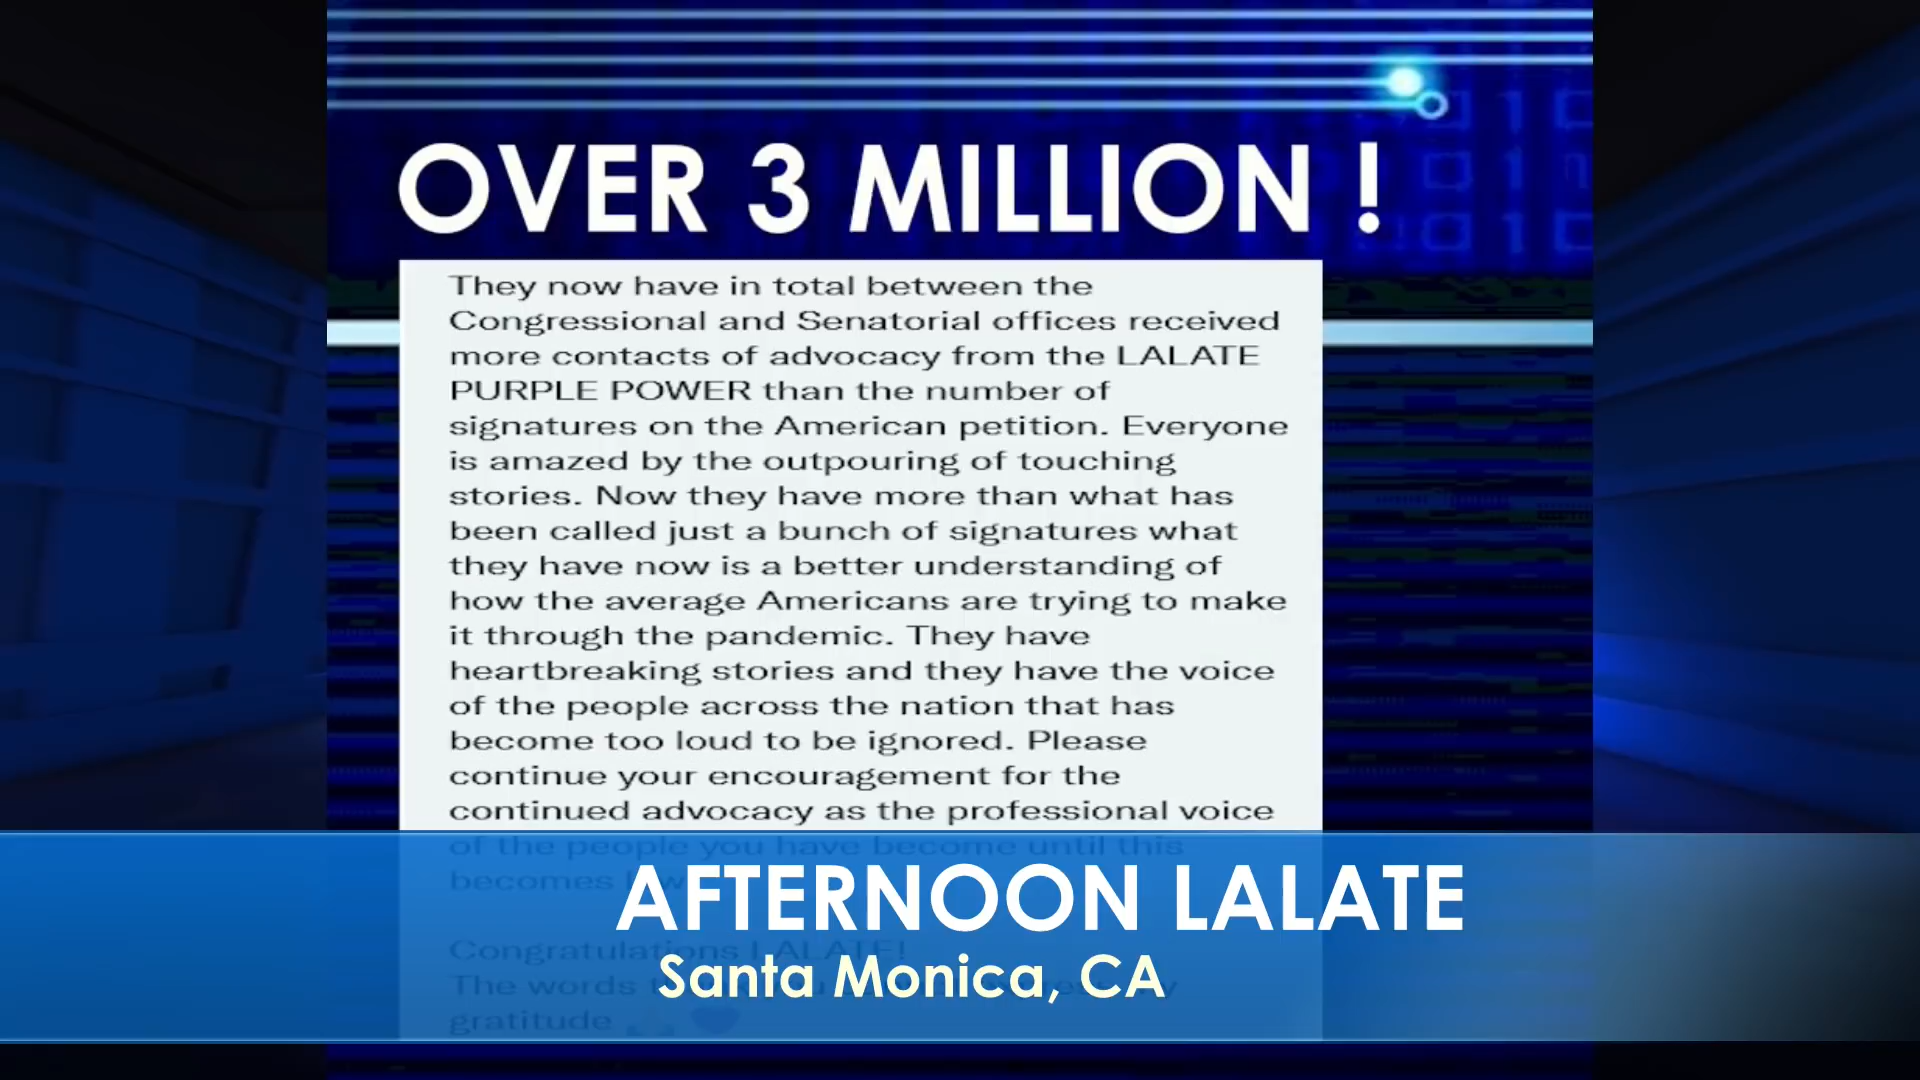 OVER 3 MILLION !
They now have in total between the
Congressional and Senatorial offices received
more contacts of advocacy from the LALATE
PURPLE POWER than the number of
signatures on the American petition. Everyone
is amazed by the outpouring of touching
stories. Now they have more than what has
been called just a bunch of signatures what
they have now is a better understanding of
how the average Americans are trying to make
it through the pandemic. They have
heartbreaking stories and they have the voice
of the people across the nation that has
become too loud to be ignored. Please
continue your encouragement for the
continued advocacy as the professional voice
of the people you have become until this
becomes
AFTERNOON LALATE
Congratulations LALATE!
Santa Monica, CA
The words
gratitude